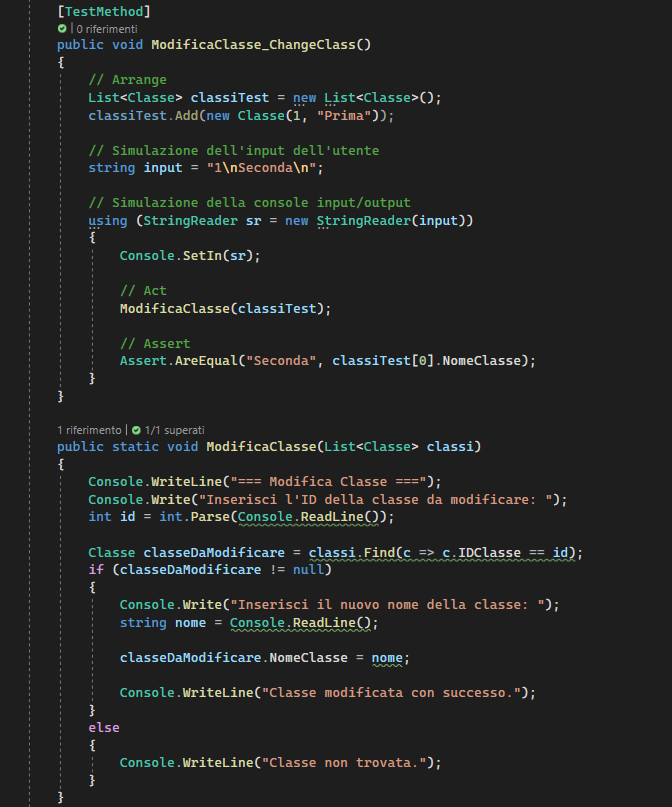 [TestMethod]
| 0 riferimenti
public void ModificaClasse_ChangeClass()
{
// Arrange
List<Classe> classiTest = new List<Classe>();
classiTest.Add(new Classe(1, "Prima"));
// Simulazione dell'input dell'utente
string input = "1\nSeconda\n";
// Simulazione della console input/output
using (StringReader sr = new StringReader(input))
{
Console.SetIn(sr);
// Act
ModificaClasse(classiTest);
// Assert
Assert.AreEqual("Seconda", classiTest[0].NomeClasse);
}
}
1 riferimento | 1/1 superati
public static void ModificaClasse(List<Classe> classi)
{
Console.WriteLine("=== Modifica Classe ===");
Console.Write("Inserisci l'ID della classe da modificare: ");
int id = int.Parse(Console.ReadLine());
Classe classeDaModificare = classi.Find(c => c.IDClasse == id);
if (classeDaModificare != null)
{
Console.Write("Inserisci il nuovo nome della classe: ");
string nome = Console.ReadLine();
classeDaModificare.NomeClasse = nome;
Console.WriteLine("Classe modificata con successo.");
}
else
{
Console.WriteLine("Classe non trovata.");
}
}